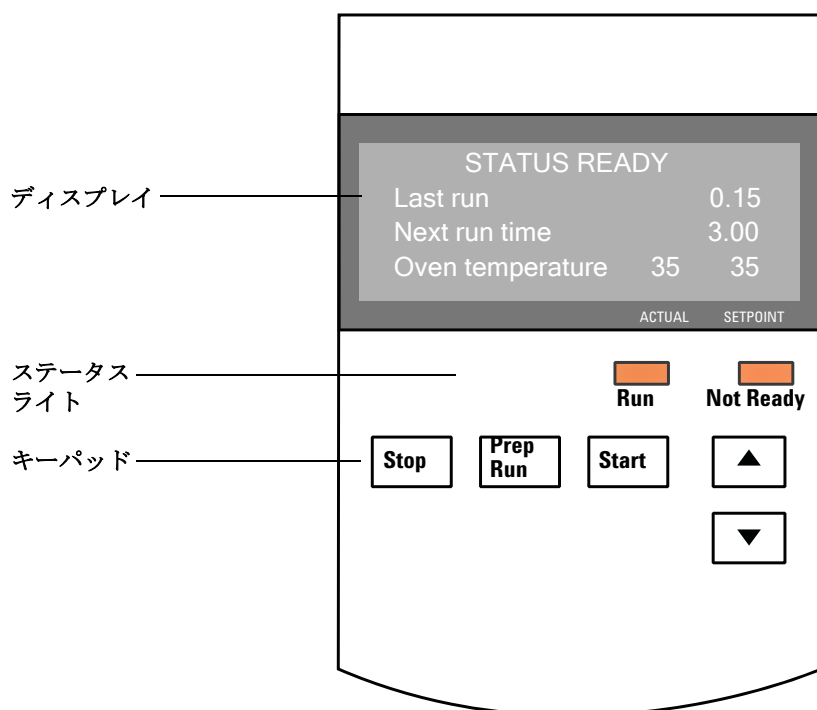 STATUS READY
ディスプレイ
Last run 0.15
Next run time 3.00
Oven temperature 35 35
ACTUAL SETPOINT
ステータス
ライト
Run Not Ready
キーパッド
Stop
Prep
Run
Start
▲
▼